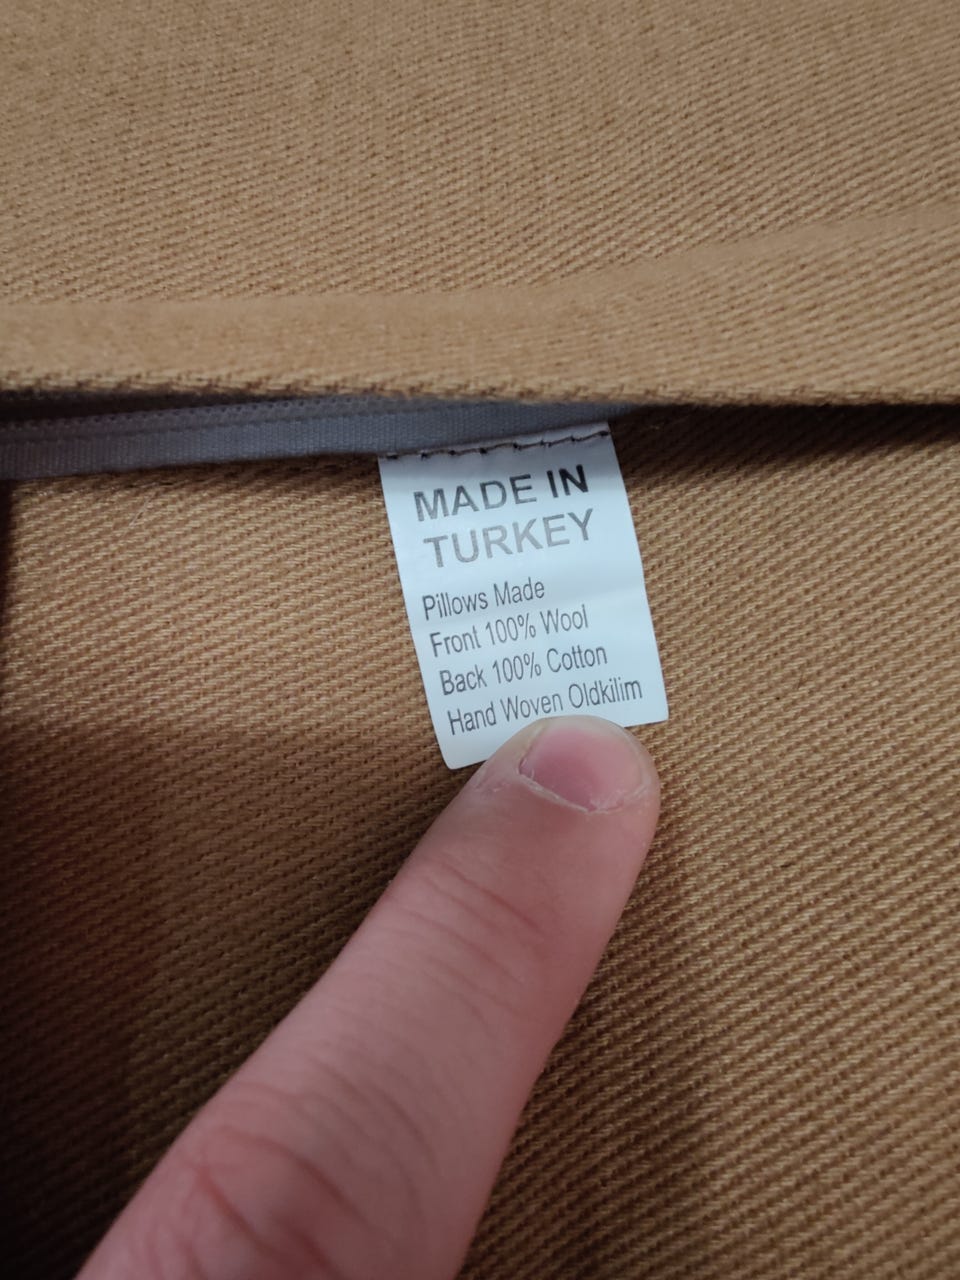 MADE IN
TURKEY
Pillows Made
Front 100% Wool
Back 100% Cotton
Hand Woven Oldkilim